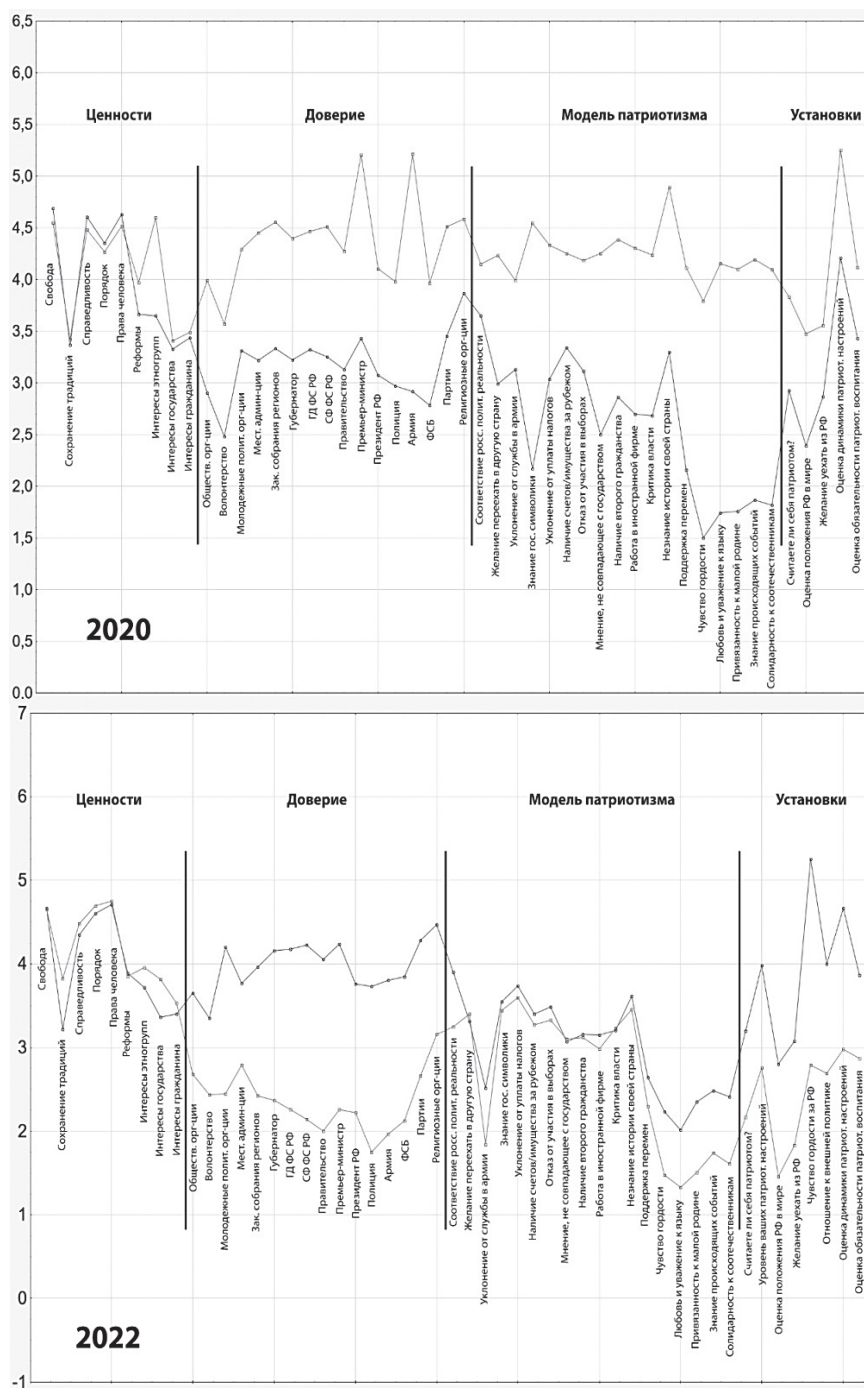 6,5
6,0
5,5
5,0
4,5
4,0
3,5
3,0
2,5
2,0
1,5
1,0
0,5
0,0
Ценности
Доверие
Модель патриотизма
Установки
Свобода
Сохранение традиций
Справедливость
Порядок
Права человека
Реформы
Интересы этногрупп
Интересы государства
Интересы гражданина
Обществ. орг-ции
Волонтерство
Молодежные полит. орг-ции
Мест. админ-ции
Зак. собрания регионов
Губернатор
ГД ФС РФ
СФ ФС РФ
Правительство
Премьер-министр
Президент РФ
Полиция
Армия
ФСБ
Партии
Религиозные орг-ции
Соответствие росс. полит. реальности
Желание переехать в другую страну
Уклонение от службы в армии
Знание гос. символики
Уклонение от уплаты налогов
Наличие счетов/имущества за рубежом
Отказ от участия в выборах
Мнение, не совпадающее с государством
Наличие второго гражданства
Работа в иностранной фирме
Критика власти
Незнание истории своей страны
Поддержка перемен
Чувство гордости
Любовь и уважение к языку
Привязанность к малой родине
Знание происходящих событий
Солидарность к соотечественникам
Считаете ли себя патриотом?
Оценка положения РФ в мире
Желание уехать из РФ
Оценка динамики патриот. настроений
Оценка обязательности патриот. воспитания
2020
7
6
5
4
3
2
1
0
-1
Ценности
Доверие
Модель патриотизма
Установки
Свобода
Сохранение традиций
Справедливость
Порядок
Права человека
Реформы
Интересы этногрупп
Интересы государства
Интересы гражданина
Обществ. орг-ции
Волонтерство
Молодежные полит. орг-ции
Мест. админ-ции
Зак. собрания регионов
Губернатор
ГД ФС РФ
СФ ФС РФ
Правительство
Премьер-министр
Президент РФ
Полиция
Армия
ФСБ
Партии
Религиозные орг-ции
Соответствие росс. полит. реальности
Желание переехать в другую страну
Уклонение от службы в армии
Знание гос. символики
Уклонение от уплаты налогов
Наличие счетов/имущества за рубежом
Отказ от участия в выборах
Мнение, не совпадающее с государством
Наличие второго гражданства
Работа в иностранной фирме
Критика власти
Незнание истории своей страны
Поддержка перемен
Чувство гордости
Любовь и уважение к языку
Привязанность к малой родине
Знание происходящих событий
Солидарность к соотечественникам
Считаете ли себя патриотом?
Уровень ваших патриот. настроений
Оценка положения РФ в мире
Желание уехать из РФ
Чувство гордости за РФ
Отношение к внешней политике
Оценка динамики патриот. настроений
Оценка обязательности патриот. воспитания
2022